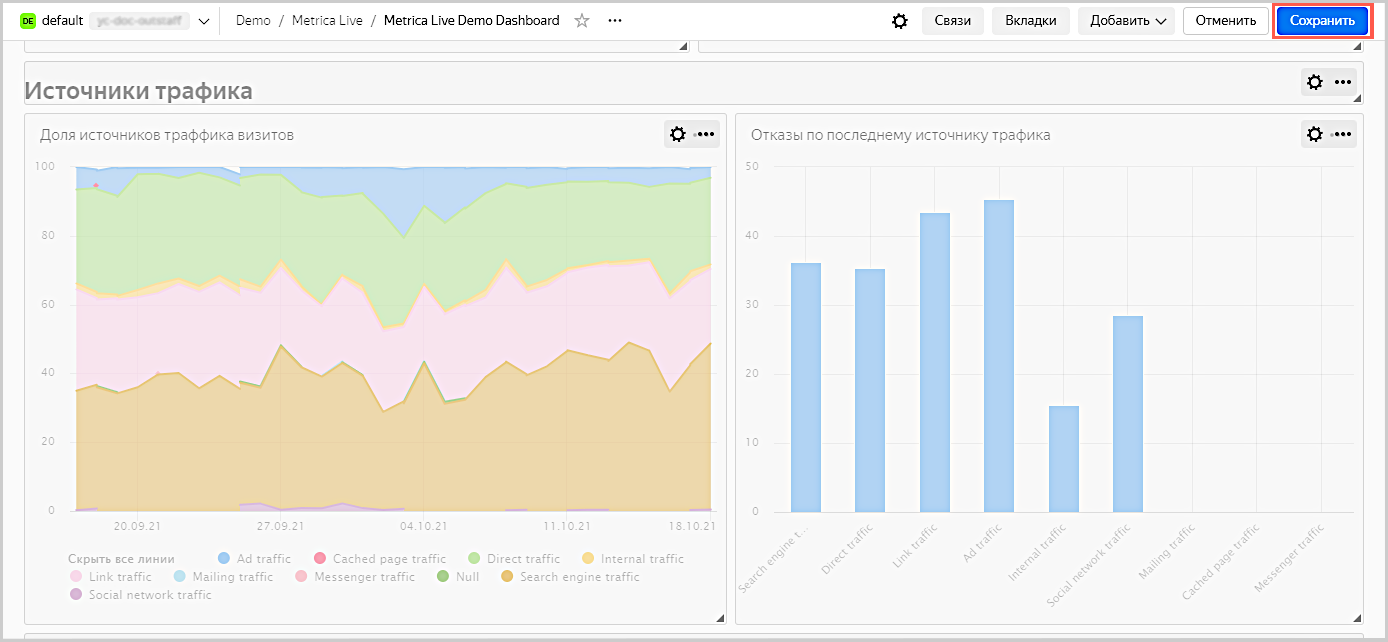 DE default / Demo / Metrica Live / Metrica Live Demo Dashboard Связи Вкладки Добавить Отменить Сохранить
Источники трафика
Доля источников траффика визитов
100
80
60
40
20
0
20.09.21 27.09.21 04.10.21 11.10.21 18.10.21
Скрыть все линии Ad traffic Cached page traffic Direct traffic Internal traffic
Link traffic Mailing traffic Messenger traffic Null Search engine traffic
Social network traffic
Отказы по последнему источнику трафика
50
40
30
20
10
0
Search engine t... Direct traffic Link traffic Ad traffic Internal traffic Social network traffic Mailing traffic Cached page traffic Messenger traffic